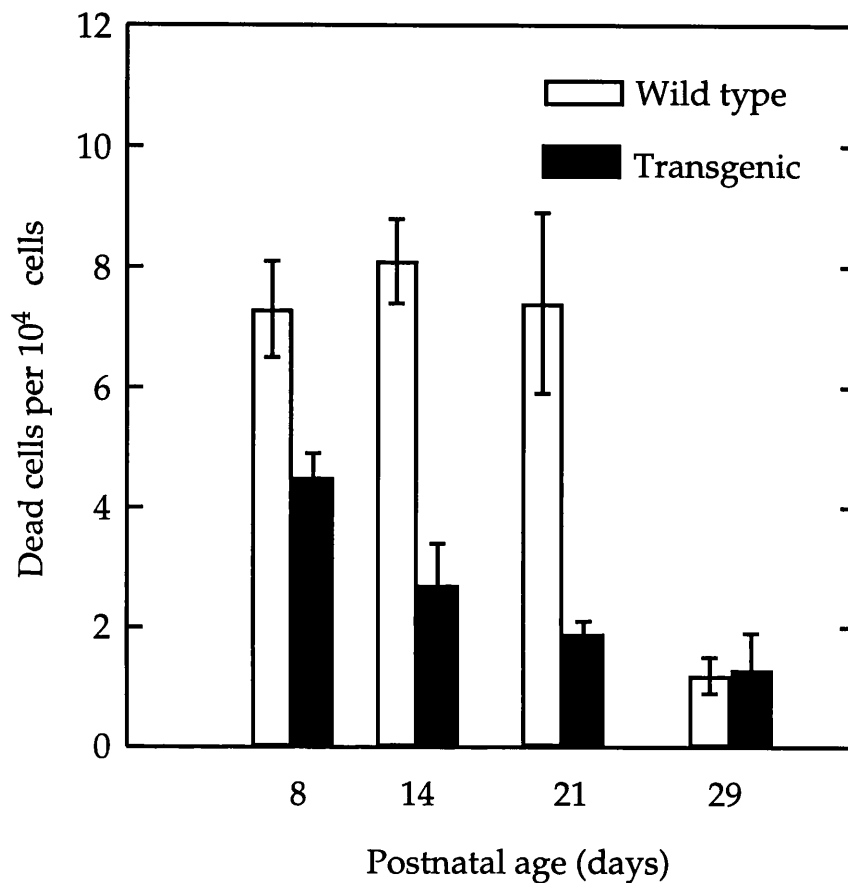 12
10
8
6
4
2
0
Dead cells per 10⁴ cells
Wild type
Transgenic
8 14 21 29
Postnatal age (days)